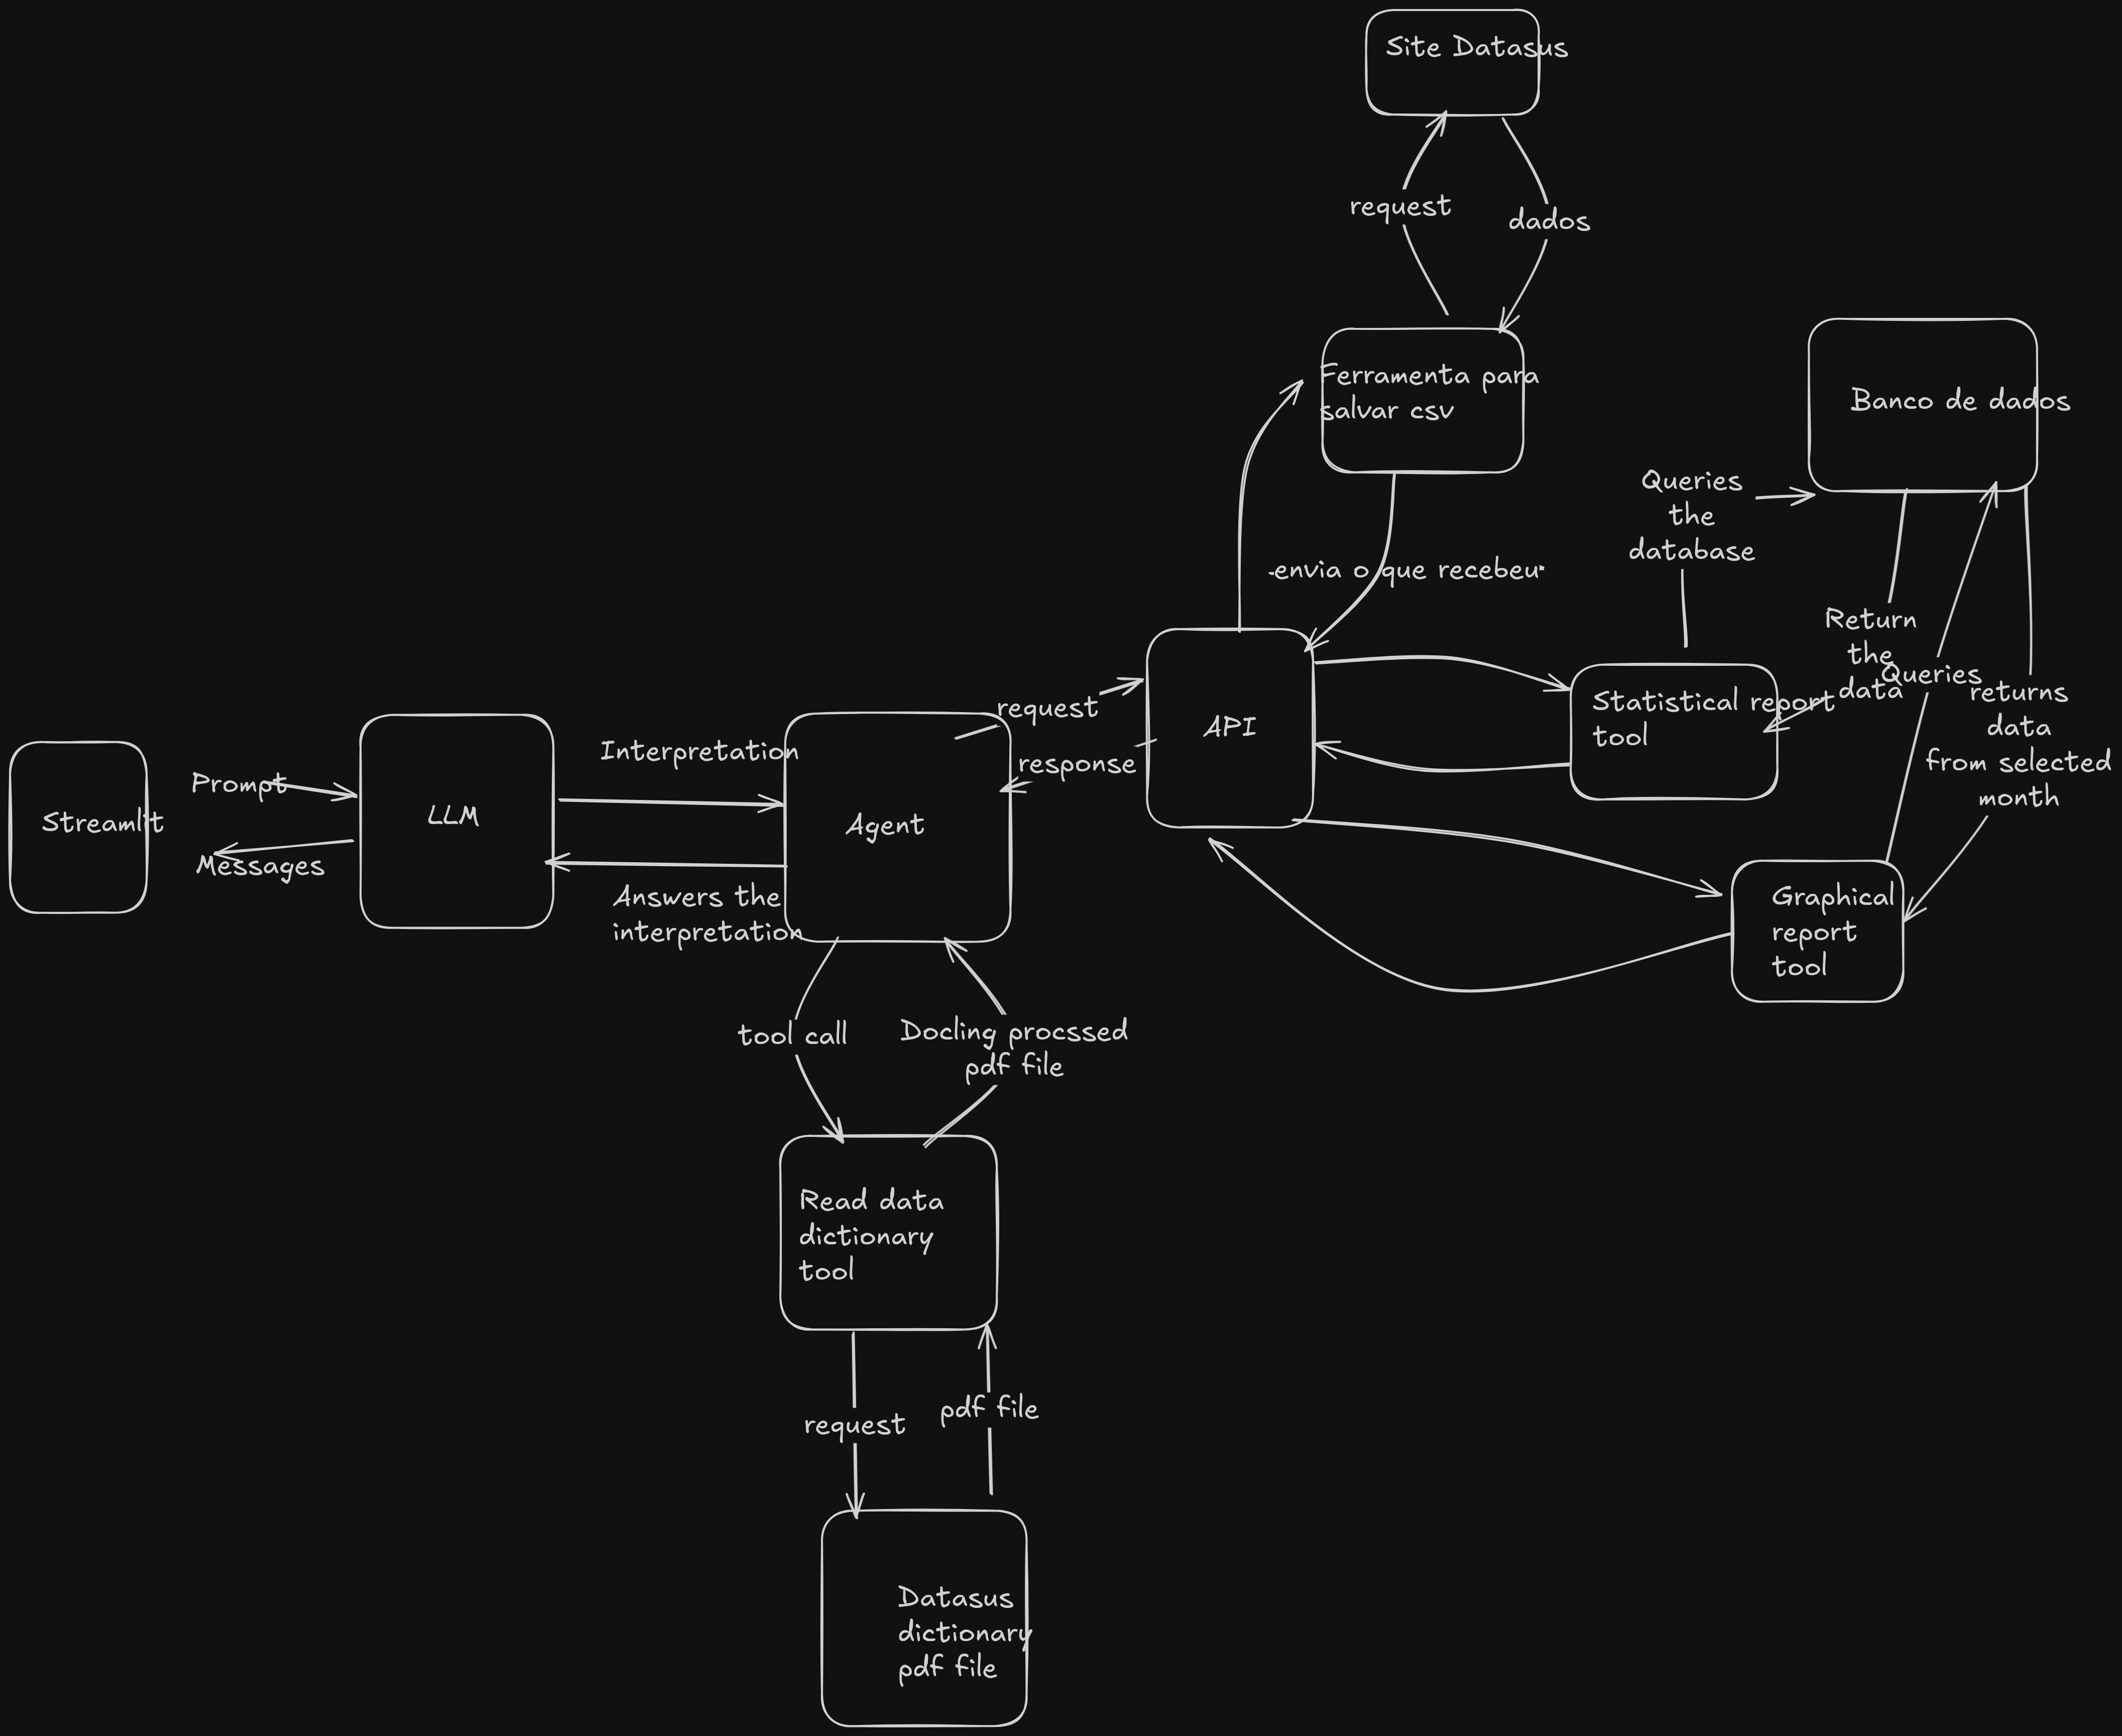 Site Datasus
request
dados
Ferramenta para
salvar csv
Banco de dados
envia o que recebeu
Queries
the
database
Return
the
data
Queries
returns
data
from selected
month
Streamlit
Prompt
Messages
LLM
Interpretation
Answers the
interpretation
Agent
request
response
API
Statistical report
tool
Graphical
report
tool
tool call
Docling procssed
pdf file
Read data
dictionary
tool
request
pdf file
Datasus
dictionary
pdf file